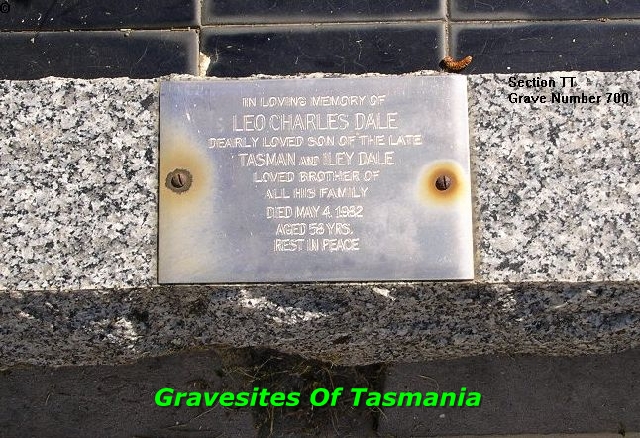 ©
Section TT
Grave Number 700
IN LOVING MEMORY OF
LEO CHARLES DALE
DEARLY LOVED SON OF THE LATE
TASMAN AND ILEY DALE
LOVED BROTHER OF
ALL HIS FAMILY
DIED MAY 4. 1982
AGED 58 YRS.
REST IN PEACE
Gravesites Of Tasmania